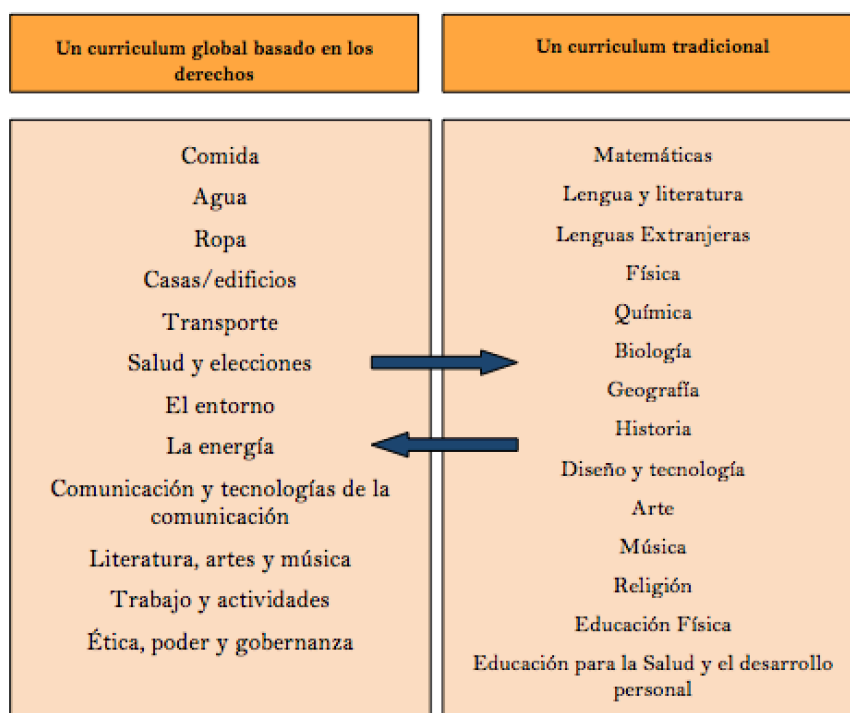 Un curriculum global basado en los
derechos
Un curriculum tradicional
Comida
Agua
Ropa
Casas/edificios
Transporte
Salud y elecciones
El entorno
La energía
Comunicación y tecnologías de la
comunicación
Literatura, artes y música
Trabajo y actividades
Ética, poder y gobernanza
Matemáticas
Lengua y literatura
Lenguas Extranjeras
Física
Química
Biología
Geografía
Historia
Diseño y tecnología
Arte
Música
Religión
Educación Física
Educación para la Salud y el desarrollo
personal